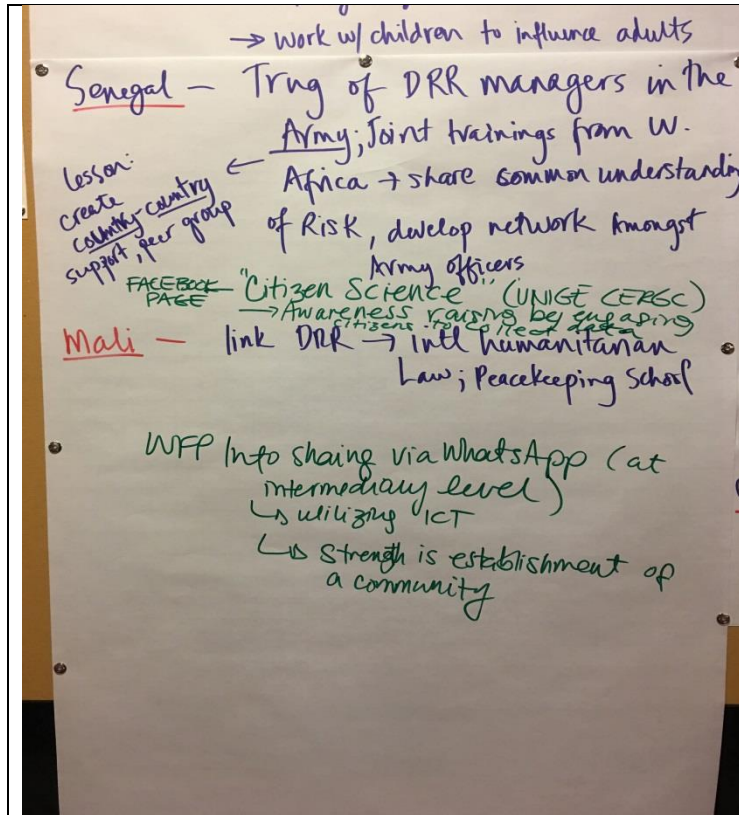 → work w/ children to influence adults
Senegal — Trng of DRR managers in the
Army; Joint trainings from W.
Africa → share common understanding
of Risk, develop network amongst
Army officers
← Lesson:
create
country-country
support, peer group
FACEBOOK PAGE — "Citizen Science" (UNIGE CERGC)
→ Awareness raising by engaging
citizens to collect data
Mali — link DRR → intl humanitarian
Law; Peacekeeping School
WFP Info shaing via WhatsApp (at
intermediary level)
↳ utilizing ICT
↳ strength is establishment of
a community